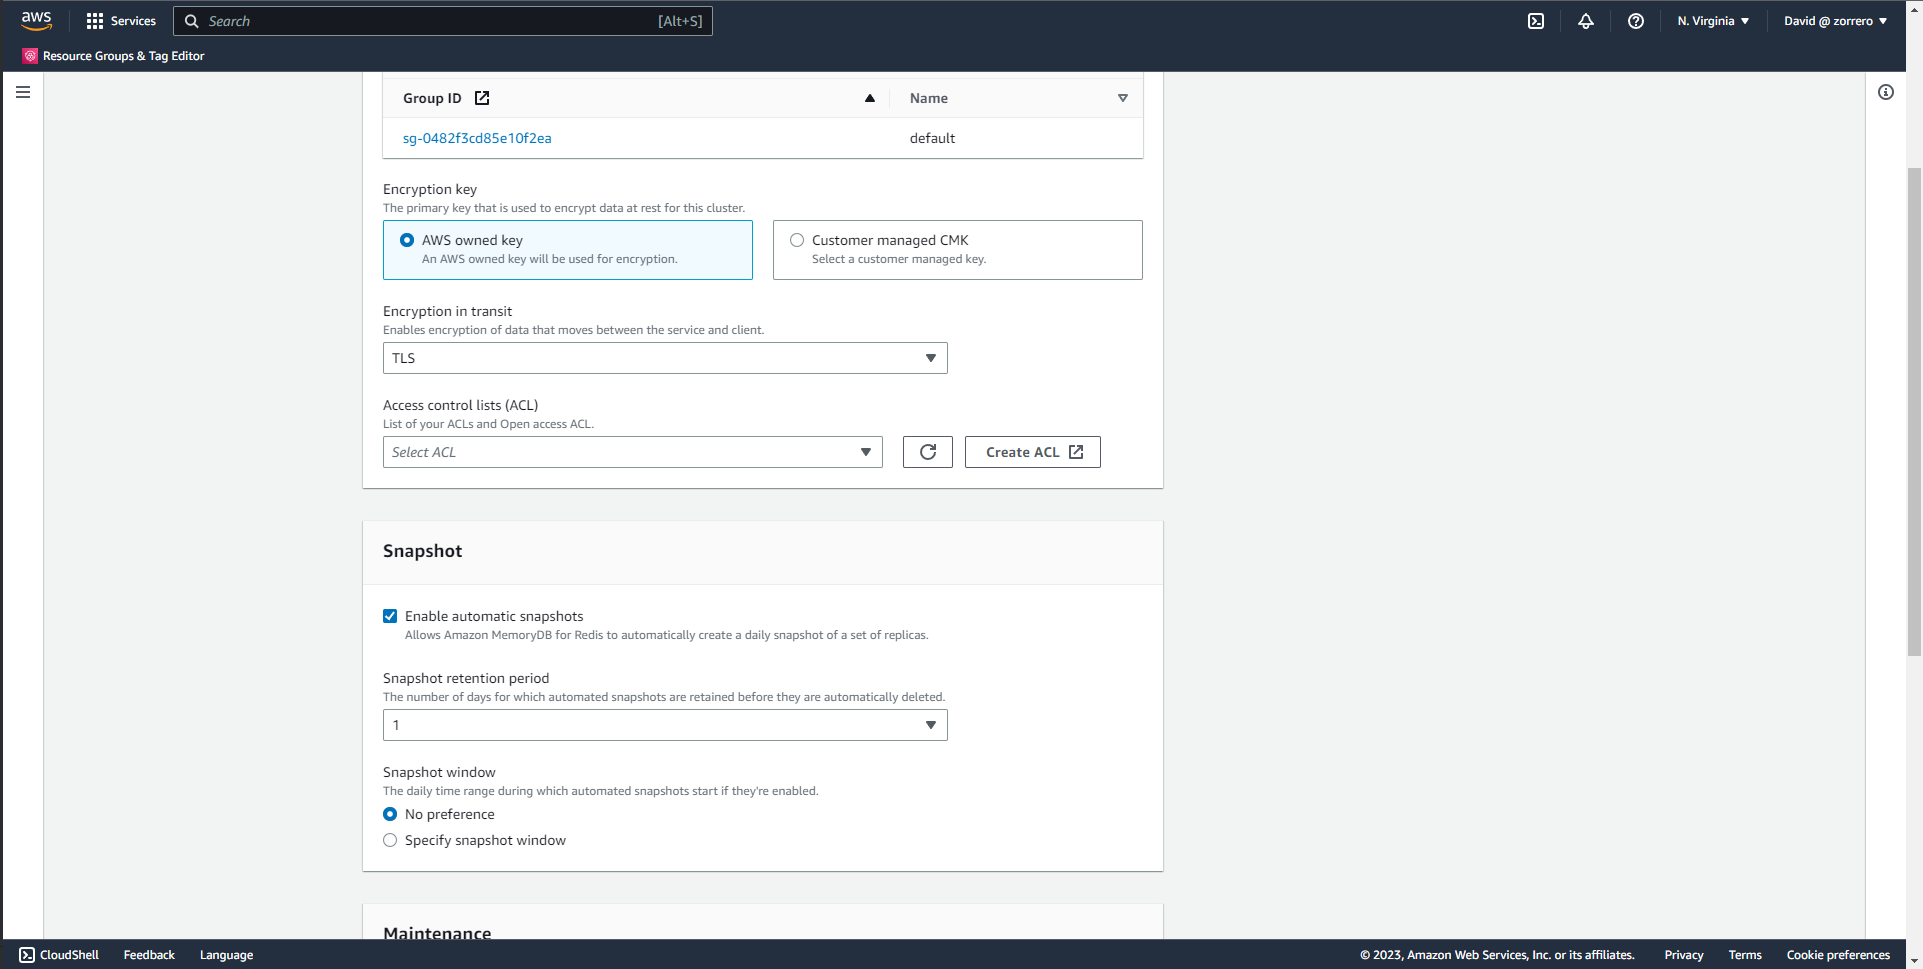 aws Services Search [Alt+S] N. Virginia David @ zorrero
Resource Groups & Tag Editor
Group ID Name
sg-0482f3cd85e10f2ea default
Encryption key
The primary key that is used to encrypt data at rest for this cluster.
AWS owned key
An AWS owned key will be used for encryption.
Customer managed CMK
Select a customer managed key.
Encryption in transit
Enables encryption of data that moves between the service and client.
TLS
Access control lists (ACL)
List of your ACLs and Open access ACL.
Select ACL Create ACL
Snapshot
Enable automatic snapshots
Allows Amazon MemoryDB for Redis to automatically create a daily snapshot of a set of replicas.
Snapshot retention period
The number of days for which automated snapshots are retained before they are automatically deleted.
1
Snapshot window
The daily time range during which automated snapshots start if they're enabled.
No preference
Specify snapshot window
Maintenance
CloudShell Feedback Language © 2023, Amazon Web Services, Inc. or its affiliates. Privacy Terms Cookie preferences